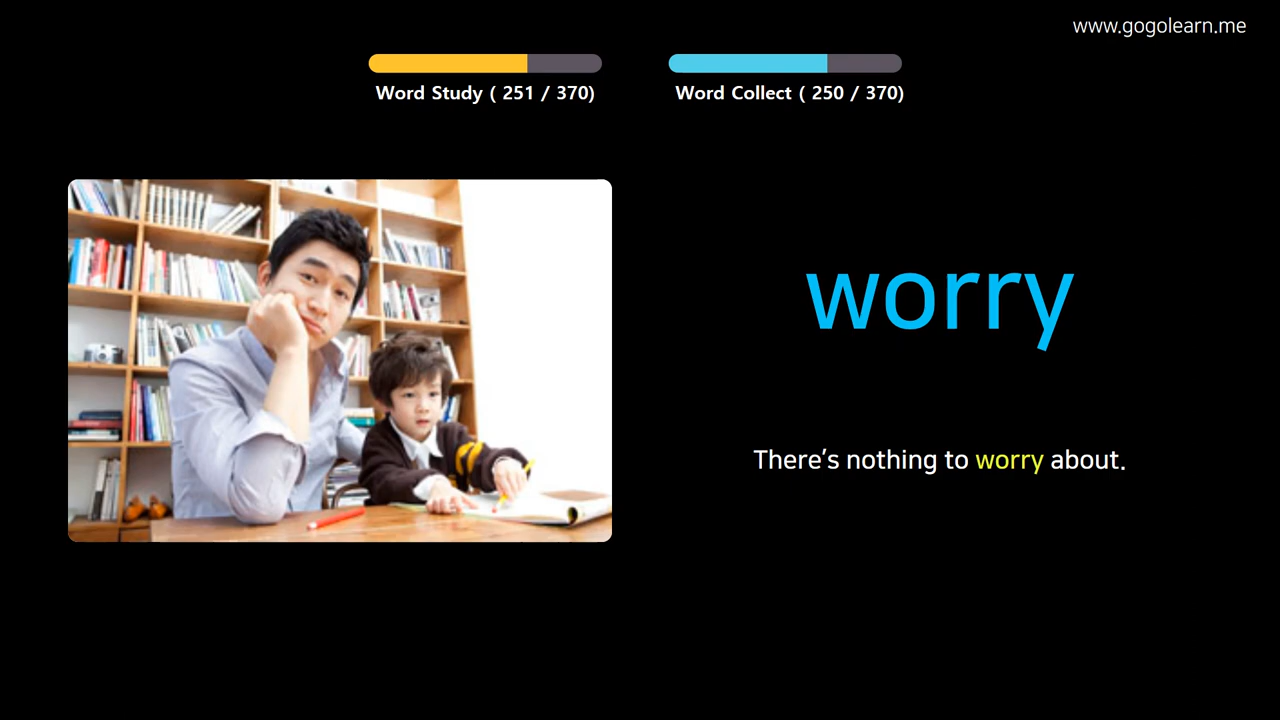 www.gogolearn.me
Word Study ( 251 / 370)
Word Collect ( 250 / 370)
worry
There's nothing to worry about.